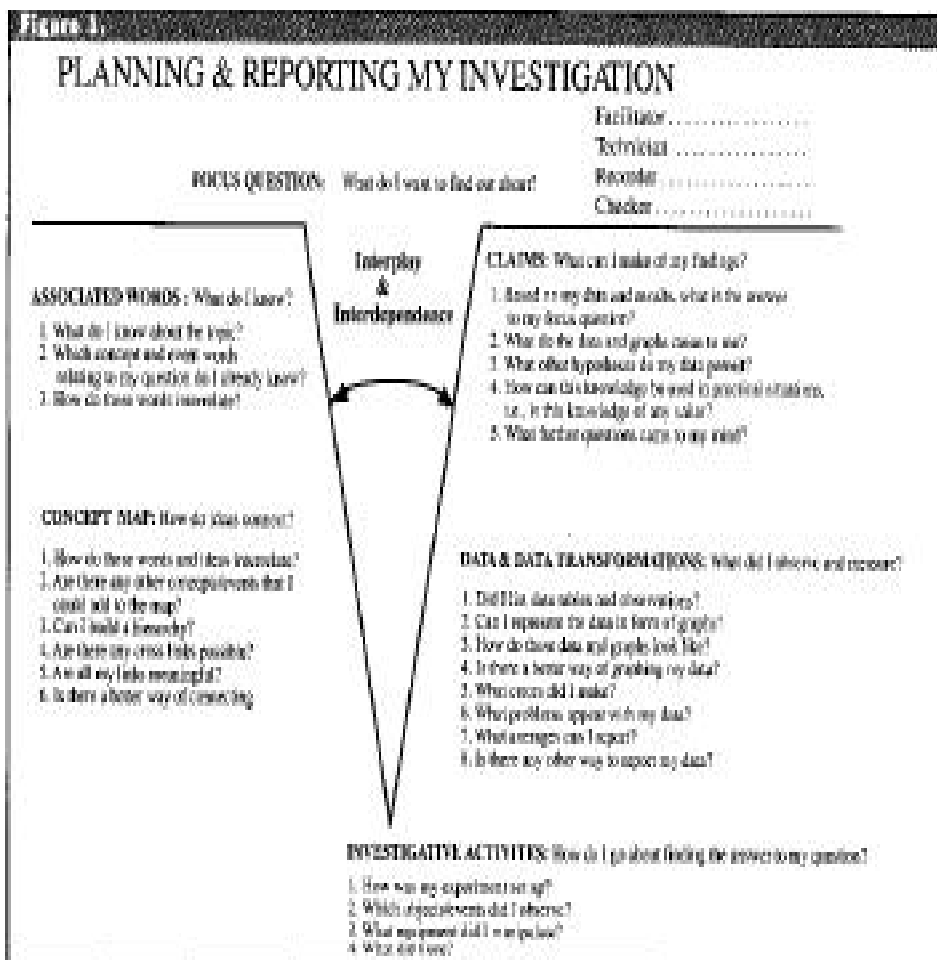 Figure 3.
PLANNING & REPORTING MY INVESTIGATION
Facilitator
Technician
Recorder
Checker
FOCUS QUESTION: What do I want to find out about?
Interplay
&
Interdependence
ASSOCIATED WORDS : What do I know?
1. What do I know about the topic?
2. Which concept and event words
relating to my question do I already know?
3. How do these words interrelate?
CONCEPT MAP: How do ideas connect?
1. How do these words and ideas interrelate?
2. Are there any other concepts/events that I
could add to the map?
3. Can I build a hierarchy?
4. Are there any cross links possible?
5. Are all my links meaningful?
6. Is there a better way of connecting
CLAIMS: What can I make of my findings?
1. Based on my data and results, what is the answer
to my focus question?
2. What do the data and graphs mean to me?
3. What other hypotheses do my data
4. How can this knowledge be used in practical situations,
i.e., is this knowledge of any value?
5. What further questions come to my mind?
DATA & DATA TRANSFORMATIONS: What did I observe and measure?
1. Did I list data tables and observations?
2. Can I represent the data in form of graphs?
3. How do those data and graphs look like?
4. Is there a better way of graphing my data?
5. What errors did I make?
6. What problems appear with my data?
7. What averages can I report?
8. Is there any other way to report my data?
INVESTIGATIVE ACTIVITES: How do I go about finding the answer to my question?
1. How was my experiment set up?
2. Which objects/events did I observe?
3. What equipment did I manipulate?
4. What did I